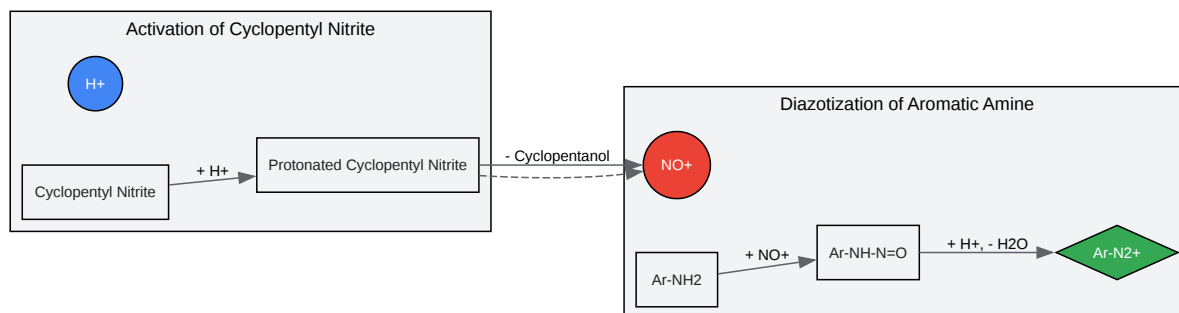 Activation of Cyclopentyl Nitrite
H+
Cyclopentyl Nitrite
+ H+
Protonated Cyclopentyl Nitrite
- Cyclopentanol
Diazotization of Aromatic Amine
NO+
Ar-NH2
+ NO+
Ar-NH-N=O
+ H+, - H2O
Ar-N2+